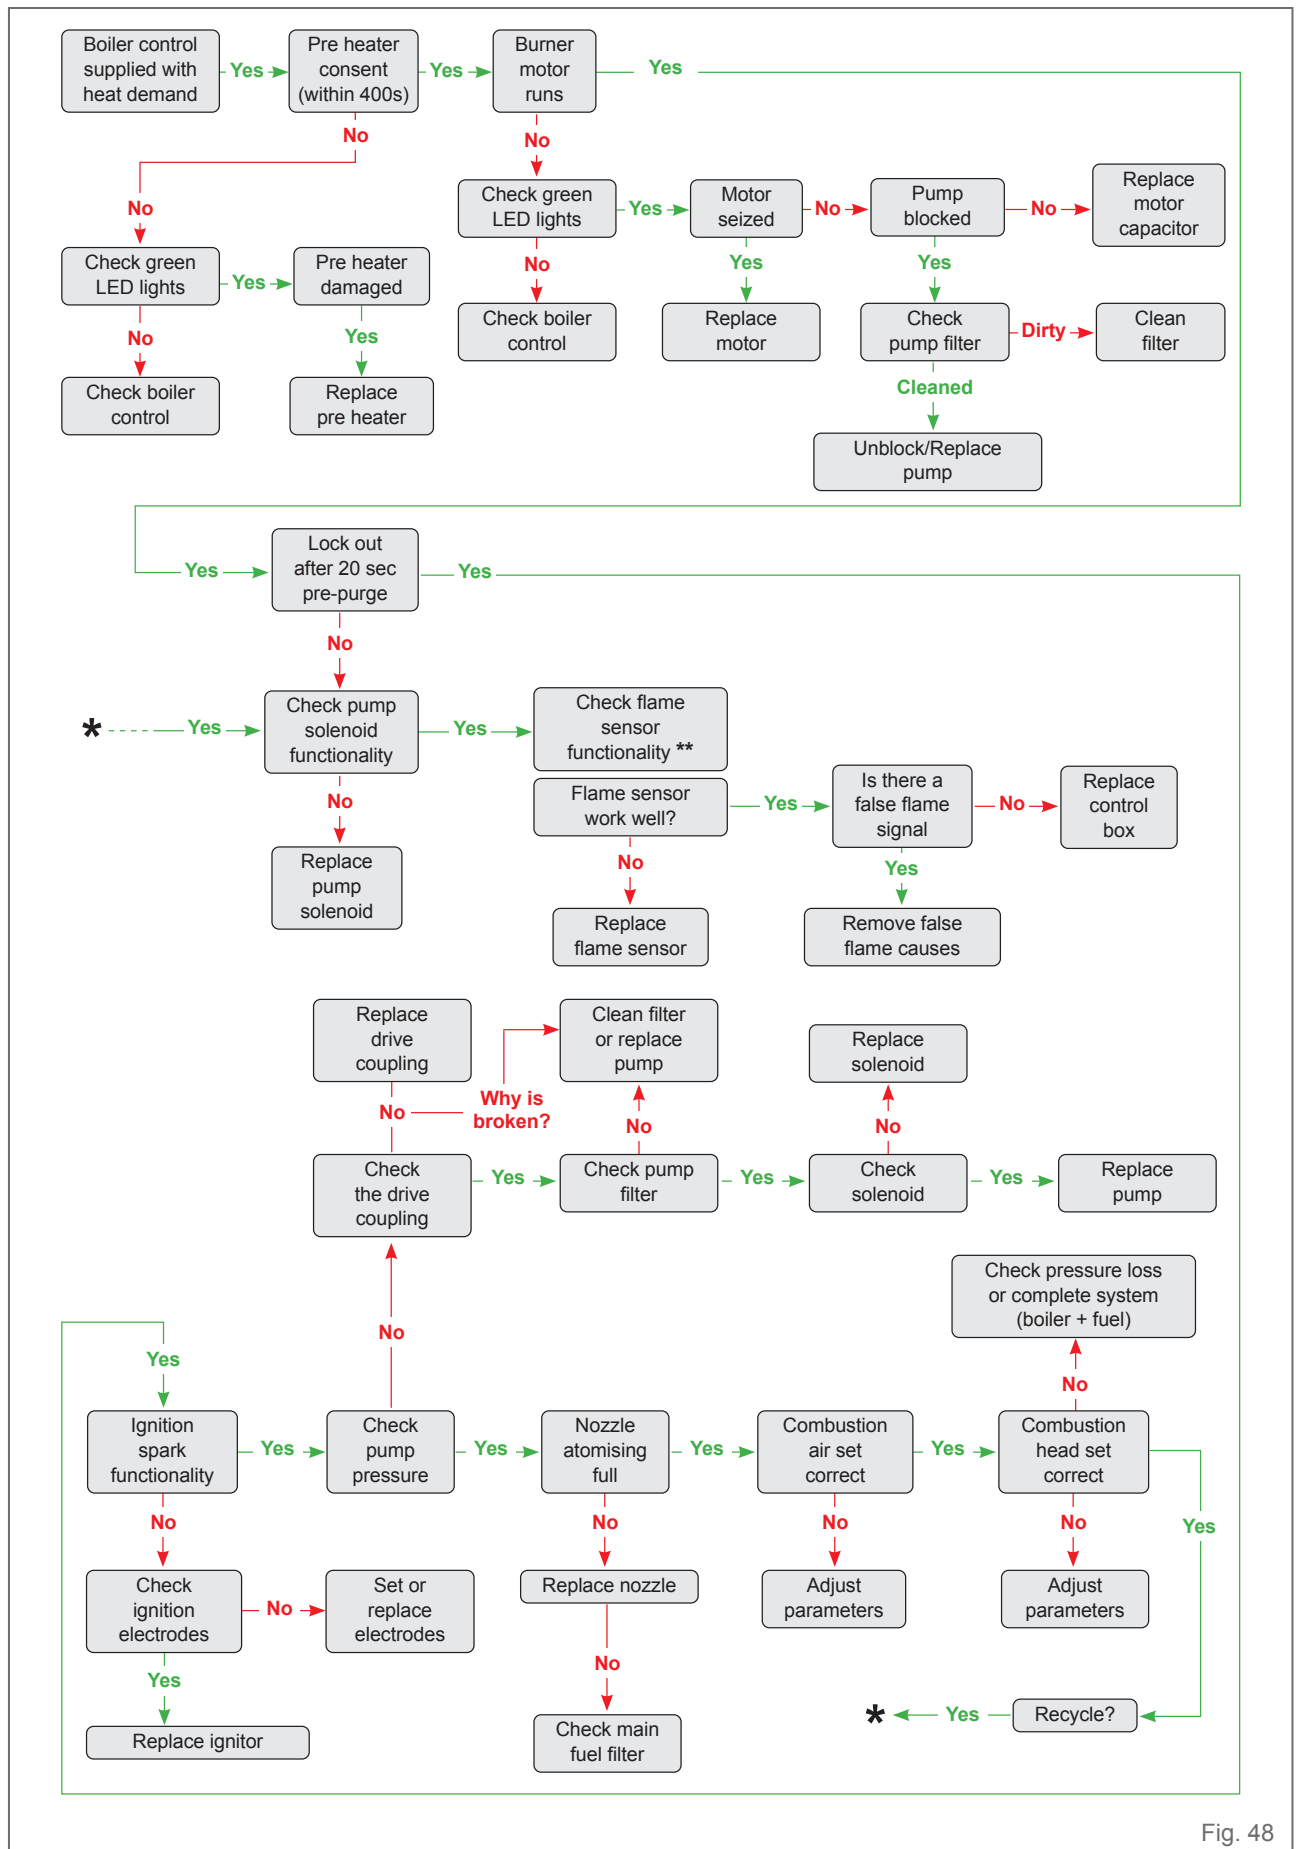 Boiler control
supplied with
heat demand
Yes
Pre heater
consent
(within 400s)
Yes
Burner
motor
runs
Yes
No
No
No
Check green
LED lights
Yes
Motor
seized
No
Pump
blocked
No
Replace
motor
capacitor
Check green
LED lights
Yes
Pre heater
damaged
No
Yes
Yes
No
Yes
Check boiler
control
Replace
motor
Check
pump filter
Dirty
Clean
filter
Check boiler
control
Replace
pre heater
Cleaned
Unblock/Replace
pump
Yes
Lock out
after 20 sec
pre-purge
Yes
No
*
Yes
Check pump
solenoid
functionality
Yes
Check flame
sensor
functionality **
No
Replace
pump
solenoid
Flame sensor
work well?
Yes
Is there a
false flame
signal
No
Replace
control
box
No
Yes
Replace
flame sensor
Remove false
flame causes
Replace
drive
coupling
Clean filter
or replace
pump
Replace
solenoid
No
Why is
broken?
No
No
Check
the drive
coupling
Yes
Check pump
filter
Yes
Check
solenoid
Yes
Replace
pump
Check pressure loss
or complete system
(boiler + fuel)
No
Yes
No
Ignition
spark
functionality
Yes
Check
pump
pressure
Yes
Nozzle
atomising
full
Yes
Combustion
air set
correct
Yes
Combustion
head set
correct
Yes
No
No
No
No
Check
ignition
electrodes
No
Set or
replace
electrodes
Replace nozzle
Adjust
parameters
Adjust
parameters
Yes
No
Replace ignitor
Check main
fuel filter
*
Yes
Recycle?
Fig. 48